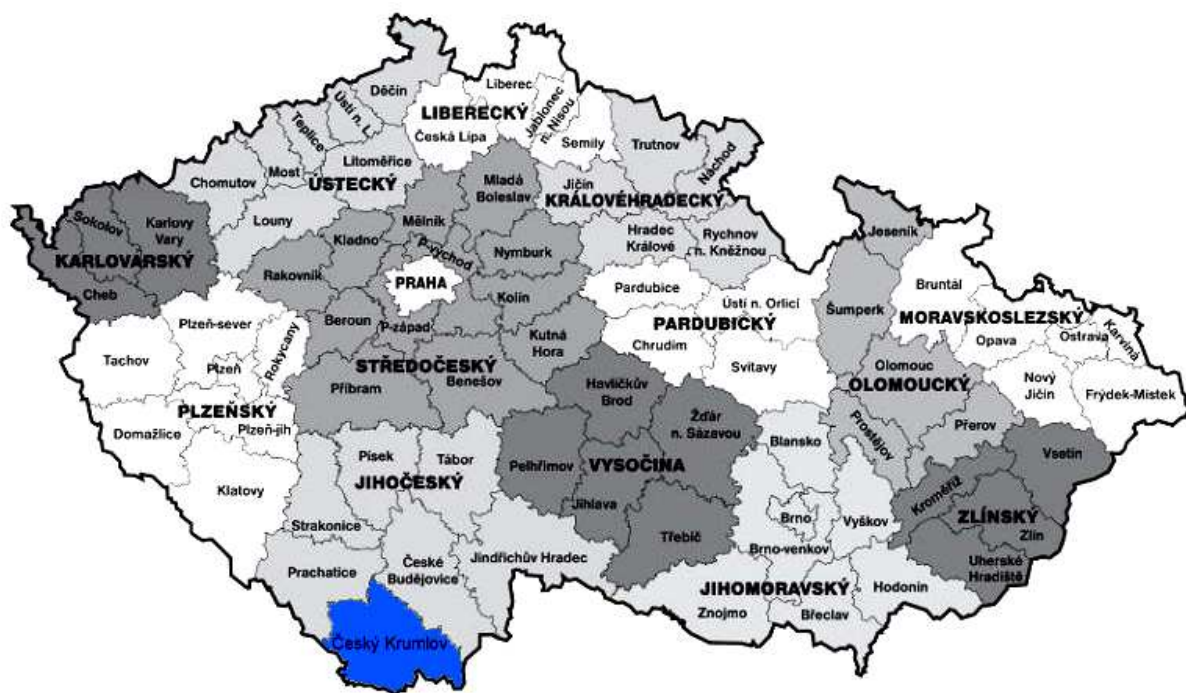 Děčín
Liberec
Ústí n. L.
Teplice
LIBERECKÝ
Jablonec
n. Nisou
Česká Lípa
Semily
Trutnov
Náchod
Most
Litoměřice
Chomutov
ÚSTECKÝ
Louny
Mladá
Boleslav
Jičín
KRÁLOVÉHRADECKÝ
Mělník
Hradec
Králové
Rychnov
n. Kněžnou
Jeseník
Sokolov
Karlovy
Vary
KARLOVARSKÝ
Cheb
Kladno
P-východ
Nymburk
Rakovník
PRAHA
Kolín
Pardubice
Ústí n. Orlicí
Šumperk
Bruntál
MORAVSKOSLEZSKÝ
Opava
Ostrava
Karviná
Plzeň-sever
Rokycany
Beroun
P-západ
Kutná
Hora
PARDUBICKÝ
Chrudim
Svitavy
Tachov
Plzeň
STŘEDOČESKÝ
Příbram
Benešov
Havlíčkův
Brod
Olomouc
OLOMOUCKÝ
Nový
Jičín
Frýdek-Místek
PLZEŇSKÝ
Domažlice
Plzeň-jih
Žďár
n. Sázavou
Prostějov
Přerov
Klatovy
Písek
Tábor
JIHOČESKÝ
Pelhřimov
VYSOČINA
Blansko
Vsetín
Kroměříž
ZLÍNSKÝ
Zlín
Strakonice
Jihlava
Třebíč
Brno
Vyškov
Brno-venkov
Uherské
Hradiště
Prachatice
České
Budějovice
Jindřichův Hradec
JIHOMORAVSKÝ
Hodonín
Znojmo
Břeclav
Český Krumlov